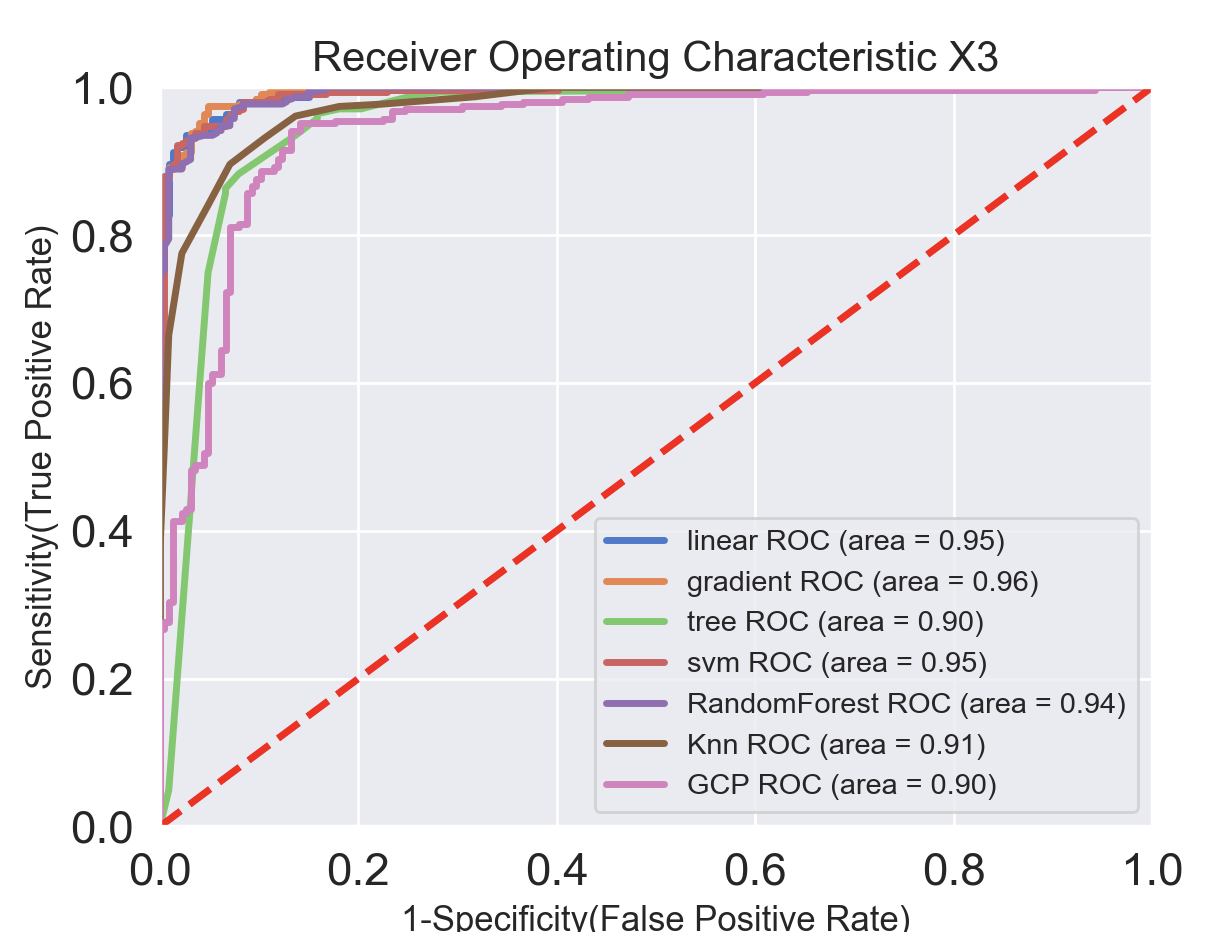 Receiver Operating Characteristic X3
1.0
0.8
0.6
0.4
0.2
0.0
Sensitivity(True Positive Rate)
linear ROC (area = 0.95)
gradient ROC (area = 0.96)
tree ROC (area = 0.90)
svm ROC (area = 0.95)
RandomForest ROC (area = 0.94)
Knn ROC (area = 0.91)
GCP ROC (area = 0.90)
0.0 0.2 0.4 0.6 0.8 1.0
1-Specificity(False Positive Rate)